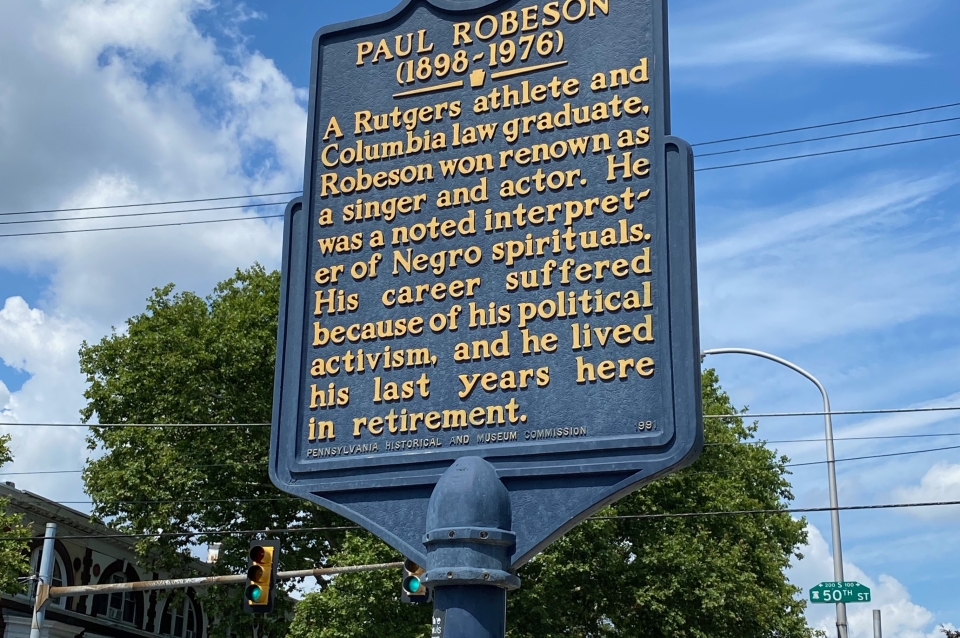 PAUL ROBESON
(1898-1976)
A Rutgers athlete and
Columbia law graduate,
Robeson won renown as
a singer and actor. He
was a noted interpret-
er of Negro spirituals.
His career suffered
because of his political
activism, and he lived
his last years here
in retirement.
PENNSYLVANIA HISTORICAL AND MUSEUM COMMISSION
200 S 100
50TH ST